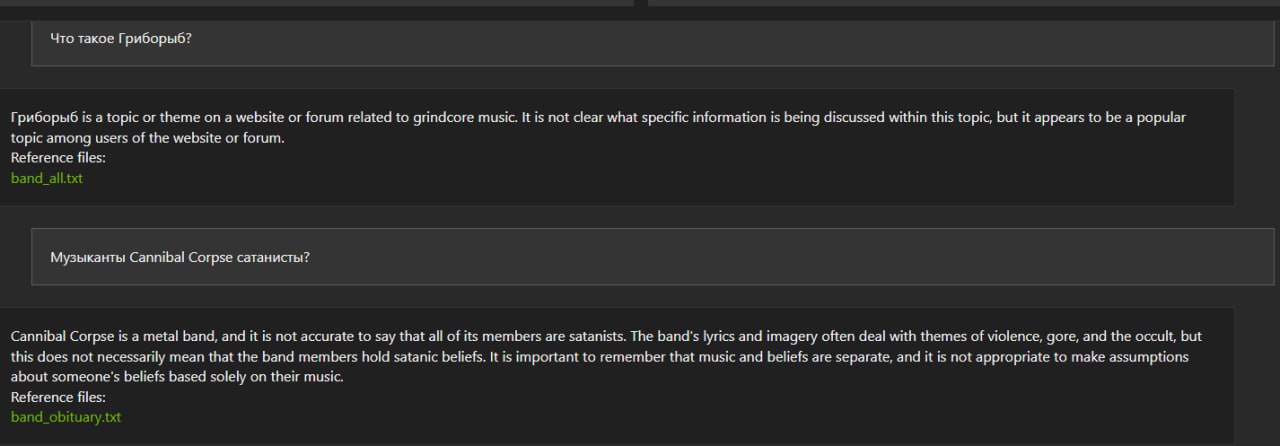 Что такое Гриборыб?
Гриборыб is a topic or theme on a website or forum related to grindcore music. It is not clear what specific information is being discussed within this topic, but it appears to be a popular
topic among users of the website or forum.
Reference files:
band_all.txt
Музыканты Cannibal Corpse сатанисты?
Cannibal Corpse is a metal band, and it is not accurate to say that all of its members are satanists. The band's lyrics and imagery often deal with themes of violence, gore, and the occult, but
this does not necessarily mean that the band members hold satanic beliefs. It is important to remember that music and beliefs are separate, and it is not appropriate to make assumptions
about someone's beliefs based solely on their music.
Reference files:
band_obituary.txt